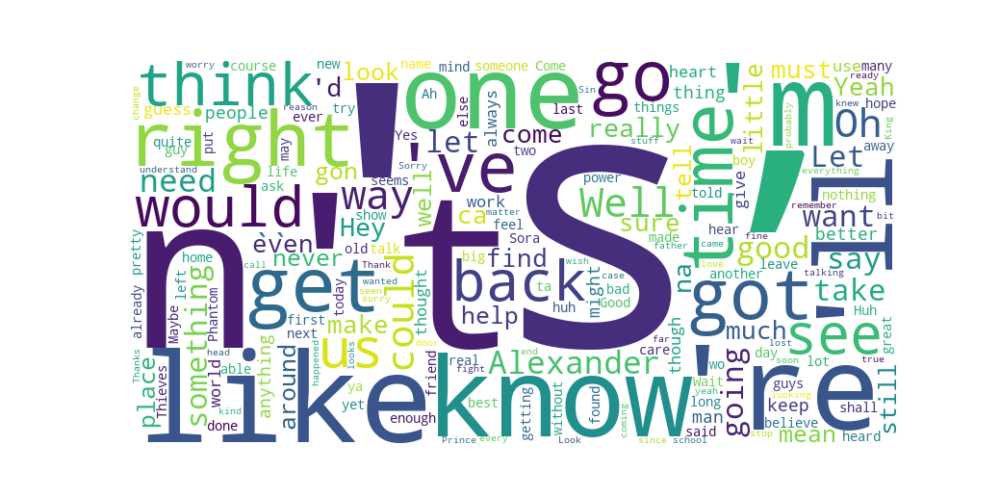 's
n't
're
'm
'll
've
'd
like
know
think
right
one
go
time
got
get
back
see
us
would
way
Oh
need
Well
good
want
take
say
could
something
Alexander
find
help
make
never
Hey
èvèn
let
come
really
sure
tell
little
must
Yeah
Let
better
much
still
going
mean
keep
around
place
anything
gon
na
ca
look
guess
people
worry
course
new
name
mind
someone
Come
heart
thing
things
use
many
ready
knew
hope
King
away
everything
probably
wait
boy
give
nothing
remember
bit
fine
hear
told
made
father
came
love
leave
another
talking
Huh
great
true
day
soon
lost
lot
guys
looking
shall
believe
heard
stop
man
long
said
Wait
yeah
wo
school
since
coming
found
without
getting
Look
every
Prince
best
enough
friend
real
fight
end
far
care
though
might
bad
Good
case
wish
huh
ta
big
Sora
feel
matter
work
power
two
last
else
always
Ah
Sin
stuff
Yes
Sorry
seems
try
ever
reason
may
put
quite
guy
understand
change
life
ask
show
old
talk
well
Thank
wanted
seen
sorry
today
thought
door
first
next
call
home
left
Phantom
Maybe
already
pretty
Thanks
Thieves
world
head
able
kind
done
happened
looks
ya
yet